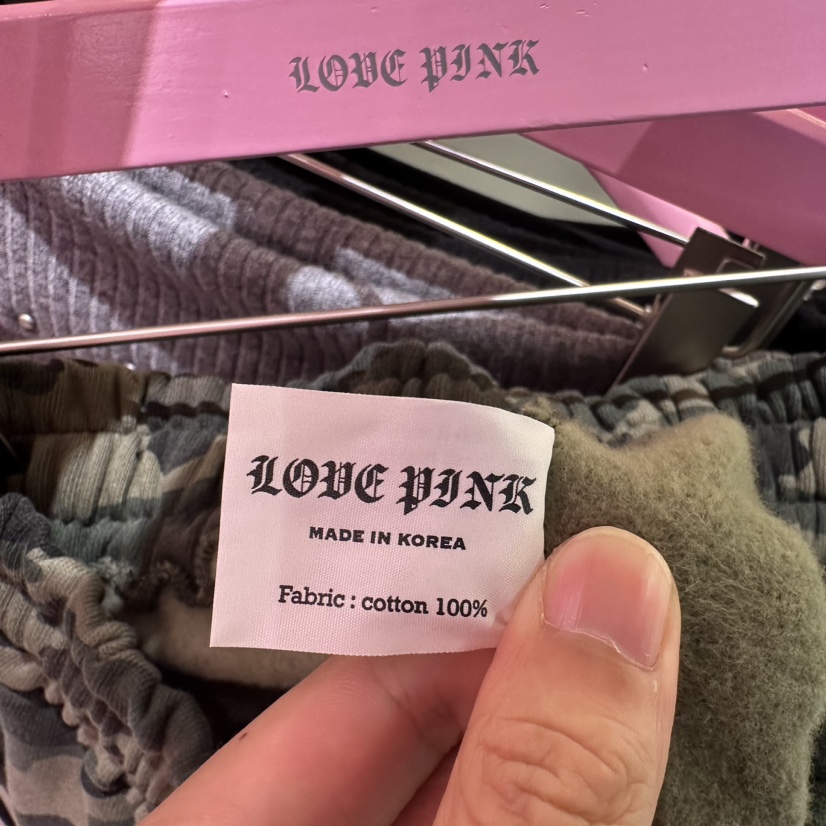 LOVE PINK
LOVE PINK
MADE IN KOREA
Fabric : cotton 100%